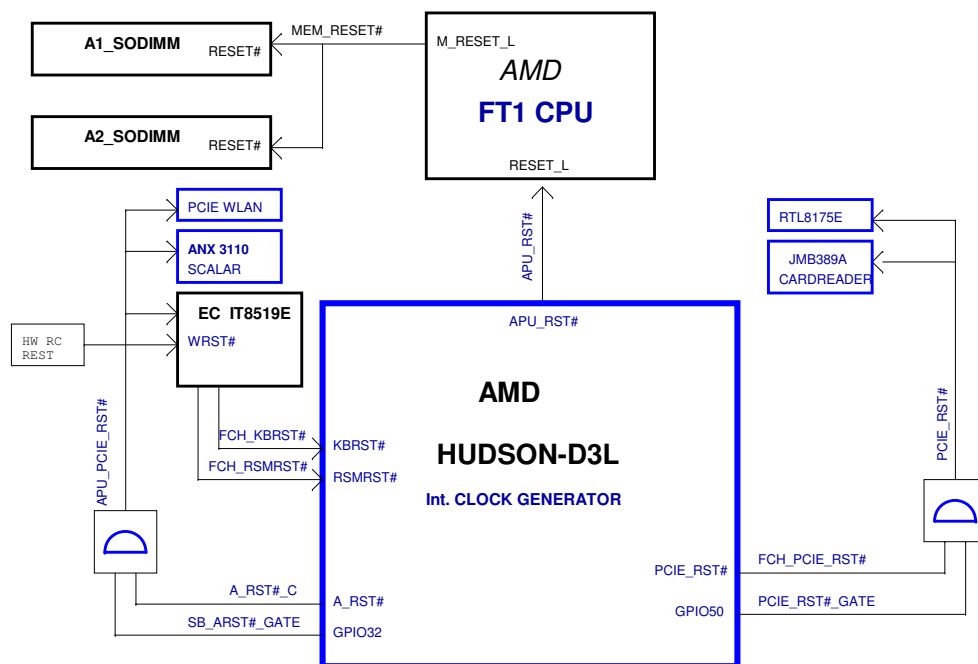 A1_SODIMM
RESET#
MEM_RESET#
M_RESET_L
AMD
FT1 CPU
RESET_L
A2_SODIMM
RESET#
PCIE WLAN
ANX 3110
SCALAR
APU_RST#
RTL8175E
JMB389A
CARDREADER
EC IT8519E
WRST#
HW RC
REST
APU_RST#
AMD
HUDSON-D3L
Int. CLOCK GENERATOR
APU_PCIE_RST#
FCH_KBRST#
KBRST#
FCH_RSMRST#
RSMRST#
PCIE_RST#
A_RST#_C
A_RST#
SB_ARST#_GATE
GPIO32
PCIE_RST#
FCH_PCIE_RST#
GPIO50
PCIE_RST#_GATE